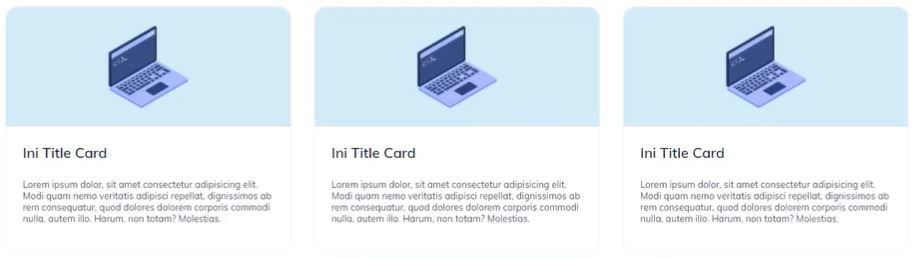 Ini Title Card
Lorem ipsum dolor, sit amet consectetur adipisicing elit.
Modi quam nemo veritatis adipisci repellat, dignissimos ab
rem consequatur, quod dolores dolorem corporis commodi
nulla, autem illo. Harum, non totam? Molestias.
Ini Title Card
Lorem ipsum dolor, sit amet consectetur adipisicing elit.
Modi quam nemo veritatis adipisci repellat, dignissimos ab
rem consequatur, quod dolores dolorem corporis commodi
nulla, autem illo. Harum, non totam? Molestias.
Ini Title Card
Lorem ipsum dolor, sit amet consectetur adipisicing elit.
Modi quam nemo veritatis adipisci repellat, dignissimos ab
rem consequatur, quod dolores dolorem corporis commodi
nulla, autem illo. Harum, non totam? Molestias.